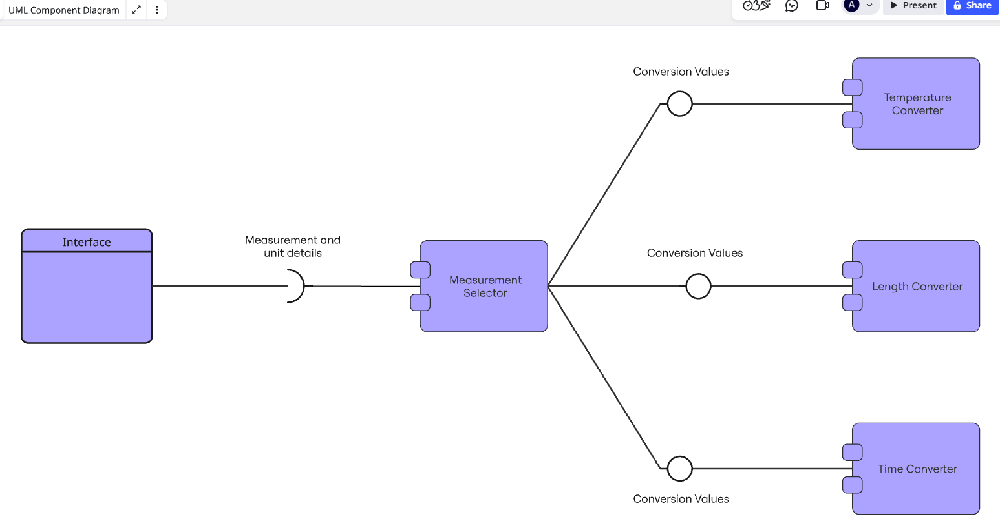 UML Component Diagram
A
Present
Share
Conversion Values
Temperature
Converter
Measurement and
unit details
Interface
Measurement
Selector
Conversion Values
Length Converter
Time Converter
Conversion Values